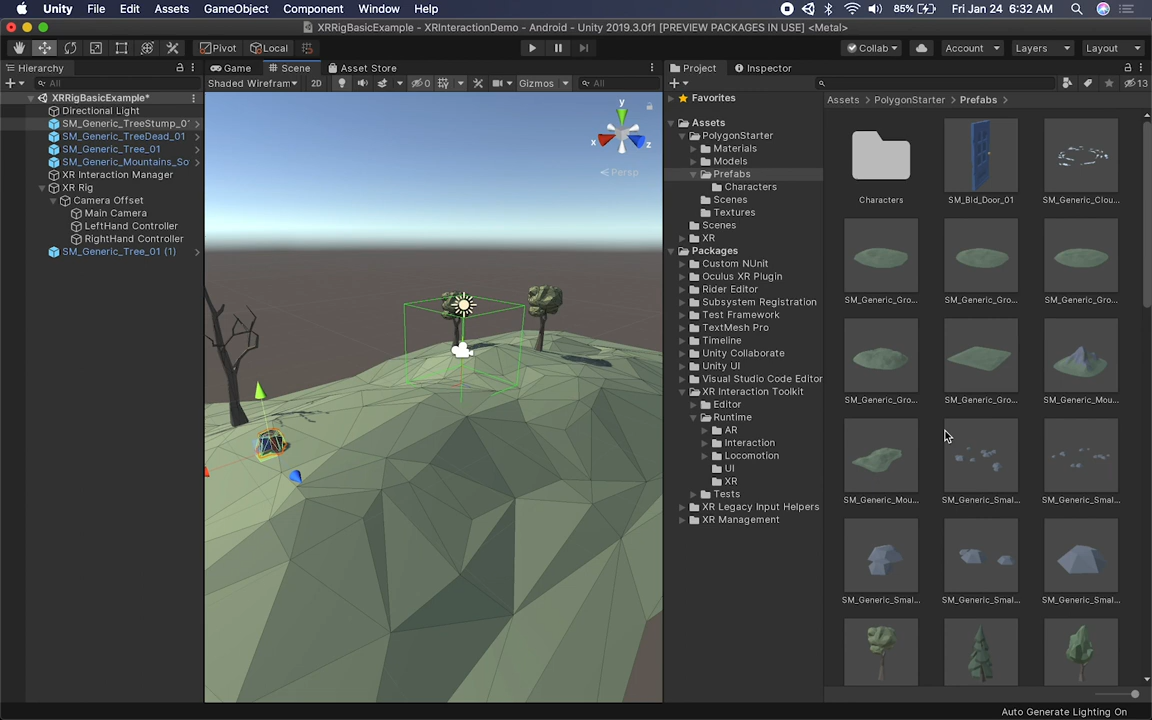 Unity File Edit Assets GameObject Component Window Help 85% Fri Jan 24 6:32 AM
XRRigBasicExample - XRInteractionDemo - Android - Unity 2019.3.0f1 [PREVIEW PACKAGES IN USE] <Metal>
Pivot Local Collab Account Layers Layout
Hierarchy Game Scene Asset Store Project Inspector
All Shaded Wirefram 2D 0 Gizmos All 13
XRRigBasicExample*
Directional Light
SM_Generic_TreeStump_0
SM_Generic_TreeDead_01
SM_Generic_Tree_01
SM_Generic_Mountains_So
XR Interaction Manager
XR Rig
Camera Offset
Main Camera
LeftHand Controller
RightHand Controller
SM_Generic_Tree_01 (1)
y
x
z
Persp
Favorites
Assets
PolygonStarter
Materials
Models
Prefabs
Characters
Scenes
Textures
Scenes
XR
Packages
Custom NUnit
Oculus XR Plugin
Rider Editor
Subsystem Registration
Test Framework
TextMesh Pro
Timeline
Unity Collaborate
Unity UI
Visual Studio Code Editor
XR Interaction Toolkit
Editor
Runtime
AR
Interaction
Locomotion
UI
XR
Tests
XR Legacy Input Helpers
XR Management
Assets > PolygonStarter > Prefabs >
Characters SM_Bld_Door_01 SM_Generic_Clou...
SM_Generic_Gro... SM_Generic_Gro... SM_Generic_Gro...
SM_Generic_Gro... SM_Generic_Gro... SM_Generic_Mou...
SM_Generic_Mou... SM_Generic_Smal... SM_Generic_Smal...
SM_Generic_Smal... SM_Generic_Smal... SM_Generic_Smal...
Auto Generate Lighting On